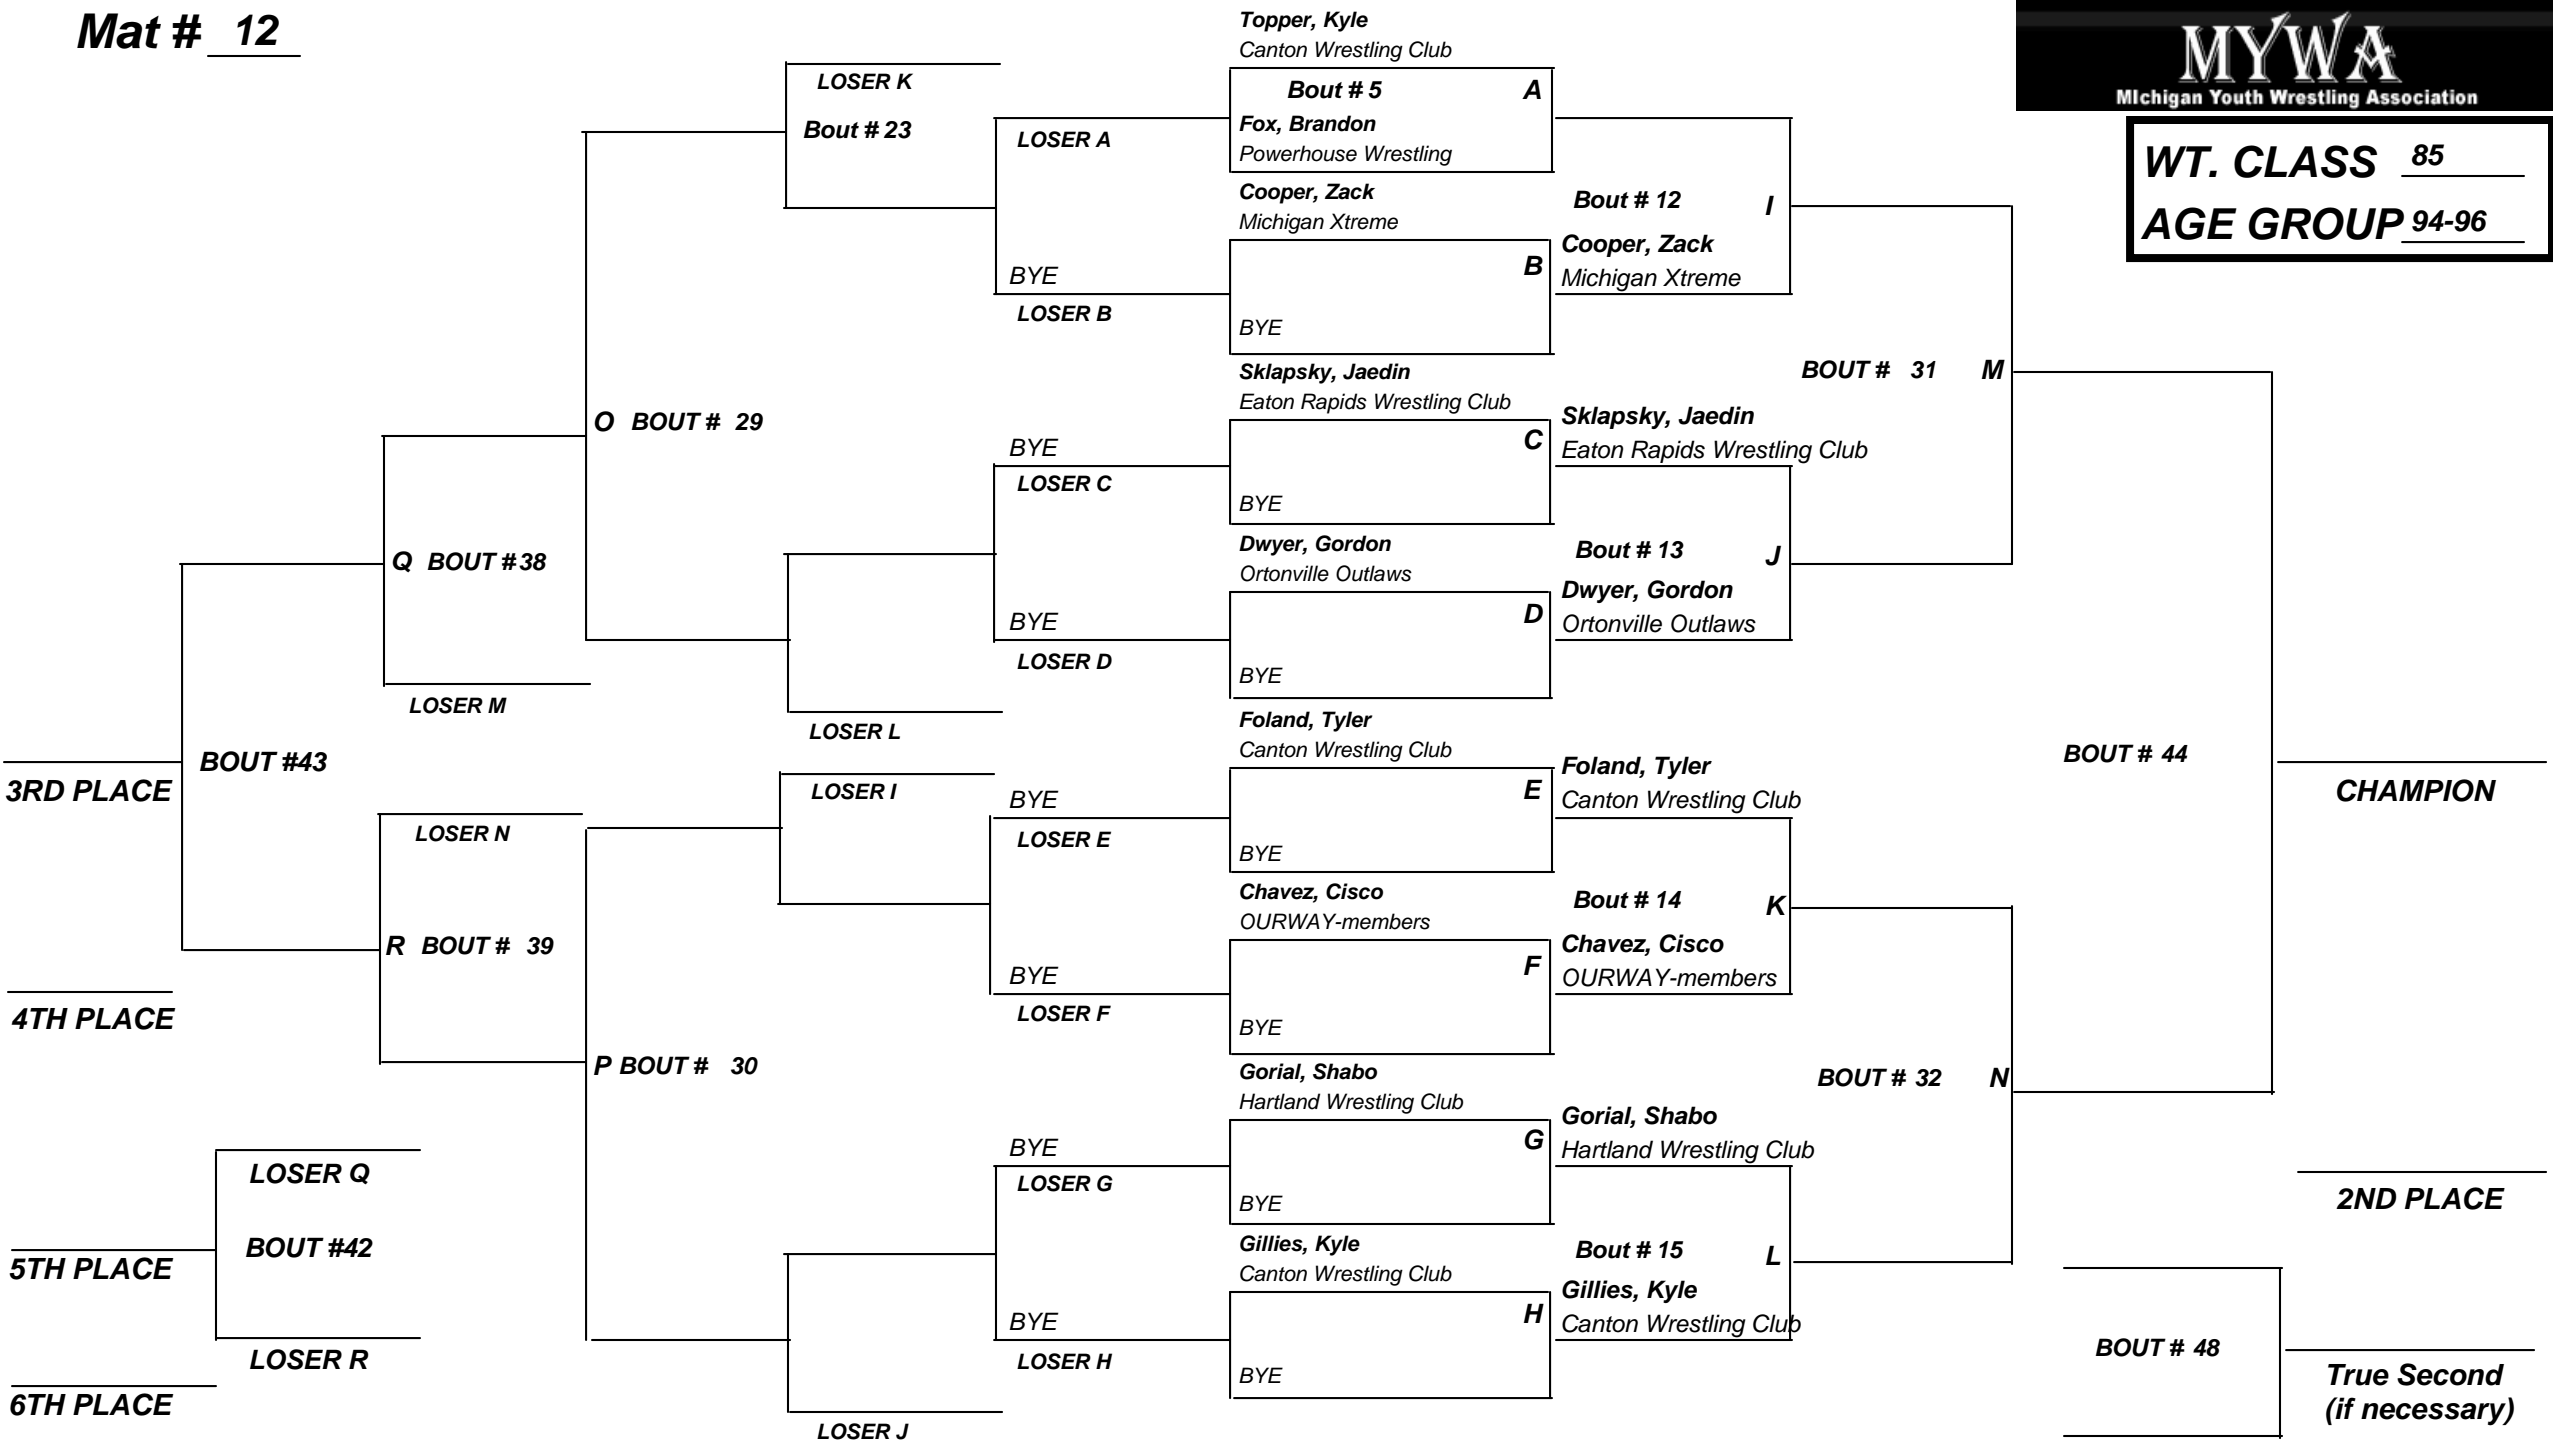 Mat # 12
MYWA
MIchigan Youth Wrestling Association
WT. CLASS 85
AGE GROUP 94-96
Topper, Kyle
Canton Wrestling Club
Bout # 5 A
Fox, Brandon
Powerhouse Wrestling
Cooper, Zack
Michigan Xtreme
B
BYE
Sklapsky, Jaedin
Eaton Rapids Wrestling Club
C
BYE
Dwyer, Gordon
Ortonville Outlaws
D
BYE
Foland, Tyler
Canton Wrestling Club
E
BYE
Chavez, Cisco
OURWAY-members
F
BYE
Gorial, Shabo
Hartland Wrestling Club
G
BYE
Gillies, Kyle
Canton Wrestling Club
H
BYE
Bout # 12 I
Cooper, Zack
Michigan Xtreme
Sklapsky, Jaedin
Eaton Rapids Wrestling Club
Bout # 13 J
Dwyer, Gordon
Ortonville Outlaws
Foland, Tyler
Canton Wrestling Club
Bout # 14 K
Chavez, Cisco
OURWAY-members
Gorial, Shabo
Hartland Wrestling Club
Bout # 15 L
Gillies, Kyle
Canton Wrestling Club
BOUT # 31 M
BOUT # 32 N
BOUT # 44
CHAMPION
2ND PLACE
BOUT # 48
True Second
(if necessary)
LOSER A
BYE
LOSER B
BYE
LOSER C
BYE
LOSER D
BYE
LOSER E
BYE
LOSER F
BYE
LOSER G
BYE
LOSER H
LOSER K
Bout # 23
LOSER L
LOSER I
LOSER J
O BOUT # 29
P BOUT # 30
Q BOUT #38
LOSER M
LOSER N
R BOUT # 39
BOUT #43
3RD PLACE
4TH PLACE
LOSER Q
BOUT #42
5TH PLACE
LOSER R
6TH PLACE